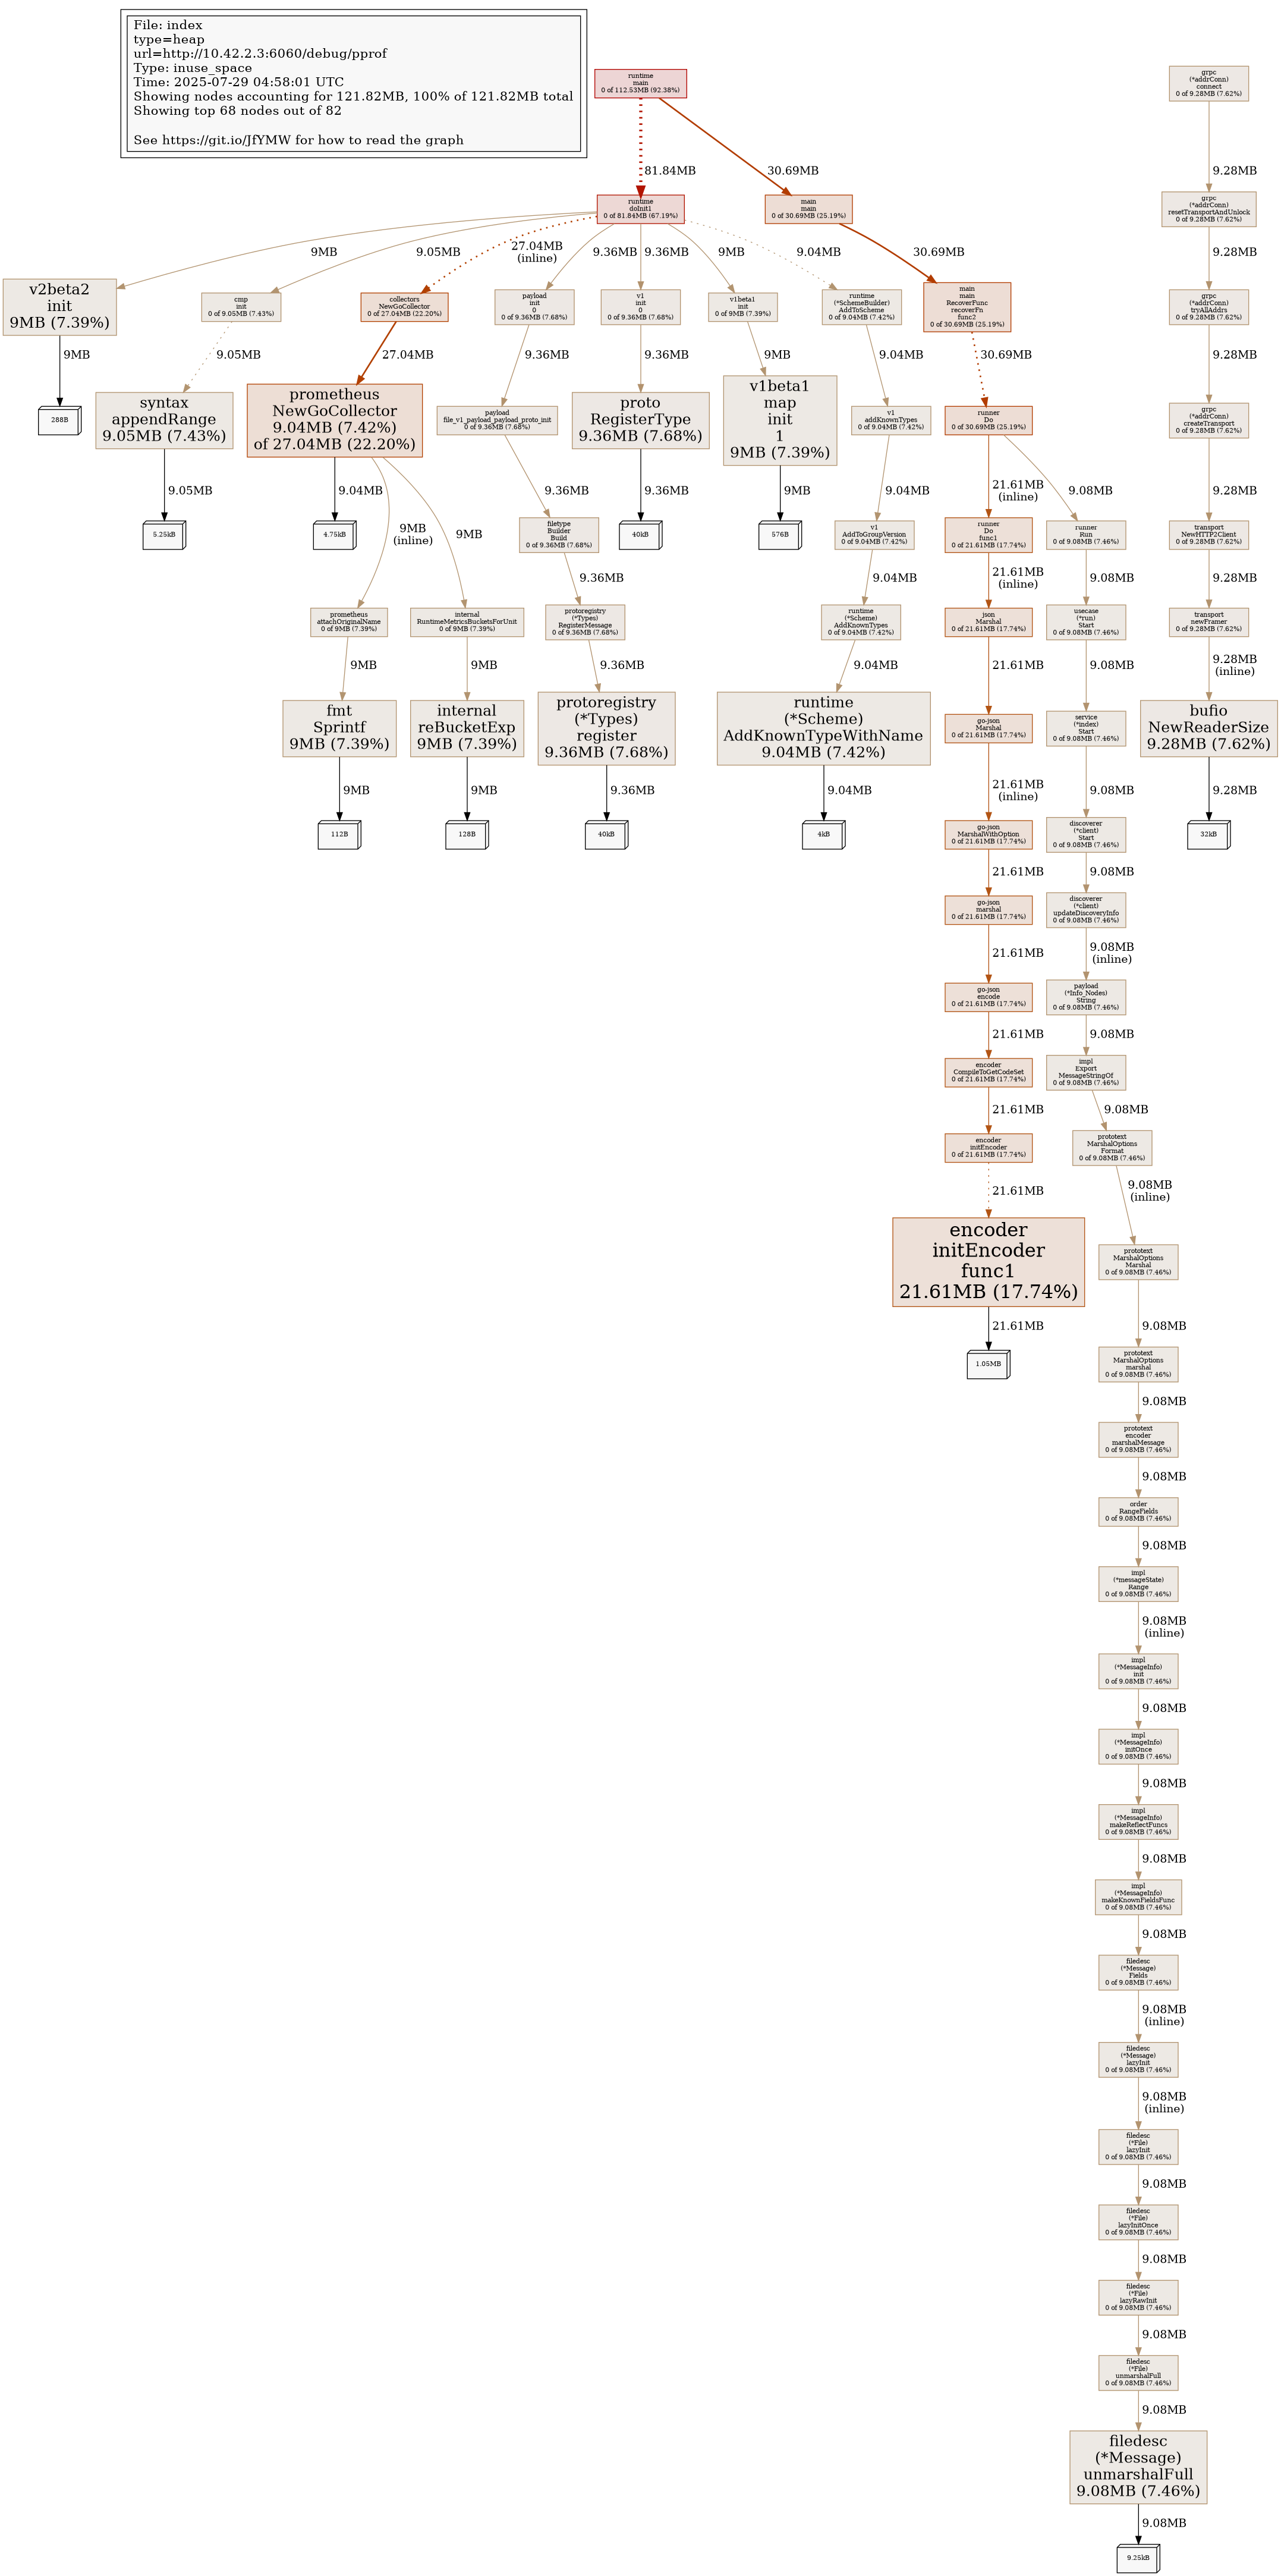 File: index
type=heap
url=http://10.42.2.3:6060/debug/pprof
Type: inuse_space
Time: 2025-07-29 04:58:01 UTC
Showing nodes accounting for 121.82MB, 100% of 121.82MB total
Showing top 68 nodes out of 82
See https://git.io/JfYMW for how to read the graph
runtime
main
0 of 112.53MB (92.38%)
grpc
(*addrConn)
connect
0 of 9.28MB (7.62%)
81.84MB
30.69MB
9.28MB
runtime
doInit1
0 of 81.84MB (67.19%)
main
main
0 of 30.69MB (25.19%)
grpc
(*addrConn)
resetTransportAndUnlock
0 of 9.28MB (7.62%)
9MB
9.05MB
27.04MB
(inline)
9.36MB
9.36MB
9MB
9.04MB
30.69MB
9.28MB
v2beta2
init
9MB (7.39%)
cmp
init
0 of 9.05MB (7.43%)
collectors
NewGoCollector
0 of 27.04MB (22.20%)
payload
init
0
0 of 9.36MB (7.68%)
v1
init
0
0 of 9.36MB (7.68%)
v1beta1
init
0 of 9MB (7.39%)
runtime
(*SchemeBuilder)
AddToScheme
0 of 9.04MB (7.42%)
main
main
RecoverFunc
recoverFn
func2
0 of 30.69MB (25.19%)
grpc
(*addrConn)
tryAllAddrs
0 of 9.28MB (7.62%)
9MB
9.05MB
27.04MB
9.36MB
9.36MB
9MB
9.04MB
30.69MB
9.28MB
288B
syntax
appendRange
9.05MB (7.43%)
prometheus
NewGoCollector
9.04MB (7.42%)
of 27.04MB (22.20%)
payload
file_v1_payload_payload_proto_init
0 of 9.36MB (7.68%)
proto
RegisterType
9.36MB (7.68%)
v1beta1
map
init
1
9MB (7.39%)
v1
addKnownTypes
0 of 9.04MB (7.42%)
runner
Do
0 of 30.69MB (25.19%)
grpc
(*addrConn)
createTransport
0 of 9.28MB (7.62%)
9.05MB
9.04MB
9MB
(inline)
9MB
9.36MB
9.36MB
9MB
9.04MB
21.61MB
(inline)
9.08MB
9.28MB
5.25kB
4.75kB
filetype
Builder
Build
0 of 9.36MB (7.68%)
40kB
576B
v1
AddToGroupVersion
0 of 9.04MB (7.42%)
runner
Do
func1
0 of 21.61MB (17.74%)
runner
Run
0 of 9.08MB (7.46%)
transport
NewHTTP2Client
0 of 9.28MB (7.62%)
9.36MB
9.04MB
21.61MB
(inline)
9.08MB
9.28MB
prometheus
attachOriginalName
0 of 9MB (7.39%)
internal
RuntimeMetricsBucketsForUnit
0 of 9MB (7.39%)
protoregistry
(*Types)
RegisterMessage
0 of 9.36MB (7.68%)
runtime
(*Scheme)
AddKnownTypes
0 of 9.04MB (7.42%)
json
Marshal
0 of 21.61MB (17.74%)
usecase
(*run)
Start
0 of 9.08MB (7.46%)
transport
newFramer
0 of 9.28MB (7.62%)
9MB
9MB
9.36MB
9.04MB
21.61MB
9.08MB
9.28MB
(inline)
fmt
Sprintf
9MB (7.39%)
internal
reBucketExp
9MB (7.39%)
protoregistry
(*Types)
register
9.36MB (7.68%)
runtime
(*Scheme)
AddKnownTypeWithName
9.04MB (7.42%)
go-json
Marshal
0 of 21.61MB (17.74%)
service
(*index)
Start
0 of 9.08MB (7.46%)
bufio
NewReaderSize
9.28MB (7.62%)
9MB
9MB
9.36MB
9.04MB
21.61MB
(inline)
9.08MB
9.28MB
112B
128B
40kB
4kB
go-json
MarshalWithOption
0 of 21.61MB (17.74%)
discoverer
(*client)
Start
0 of 9.08MB (7.46%)
32kB
21.61MB
9.08MB
go-json
marshal
0 of 21.61MB (17.74%)
discoverer
(*client)
updateDiscoveryInfo
0 of 9.08MB (7.46%)
21.61MB
9.08MB
(inline)
go-json
encode
0 of 21.61MB (17.74%)
payload
(*Info_Nodes)
String
0 of 9.08MB (7.46%)
21.61MB
9.08MB
encoder
CompileToGetCodeSet
0 of 21.61MB (17.74%)
impl
Export
MessageStringOf
0 of 9.08MB (7.46%)
21.61MB
9.08MB
encoder
initEncoder
0 of 21.61MB (17.74%)
prototext
MarshalOptions
Format
0 of 9.08MB (7.46%)
21.61MB
9.08MB
(inline)
encoder
initEncoder
func1
21.61MB (17.74%)
prototext
MarshalOptions
Marshal
0 of 9.08MB (7.46%)
21.61MB
9.08MB
1.05MB
prototext
MarshalOptions
marshal
0 of 9.08MB (7.46%)
9.08MB
prototext
encoder
marshalMessage
0 of 9.08MB (7.46%)
9.08MB
order
RangeFields
0 of 9.08MB (7.46%)
9.08MB
impl
(*messageState)
Range
0 of 9.08MB (7.46%)
9.08MB
(inline)
impl
(*MessageInfo)
init
0 of 9.08MB (7.46%)
9.08MB
impl
(*MessageInfo)
initOnce
0 of 9.08MB (7.46%)
9.08MB
impl
(*MessageInfo)
makeReflectFuncs
0 of 9.08MB (7.46%)
9.08MB
impl
(*MessageInfo)
makeKnownFieldsFunc
0 of 9.08MB (7.46%)
9.08MB
filedesc
(*Message)
Fields
0 of 9.08MB (7.46%)
9.08MB
(inline)
filedesc
(*Message)
lazyInit
0 of 9.08MB (7.46%)
9.08MB
(inline)
filedesc
(*File)
lazyInit
0 of 9.08MB (7.46%)
9.08MB
filedesc
(*File)
lazyInitOnce
0 of 9.08MB (7.46%)
9.08MB
filedesc
(*File)
lazyRawInit
0 of 9.08MB (7.46%)
9.08MB
filedesc
(*File)
unmarshalFull
0 of 9.08MB (7.46%)
9.08MB
filedesc
(*Message)
unmarshalFull
9.08MB (7.46%)
9.08MB
9.25kB